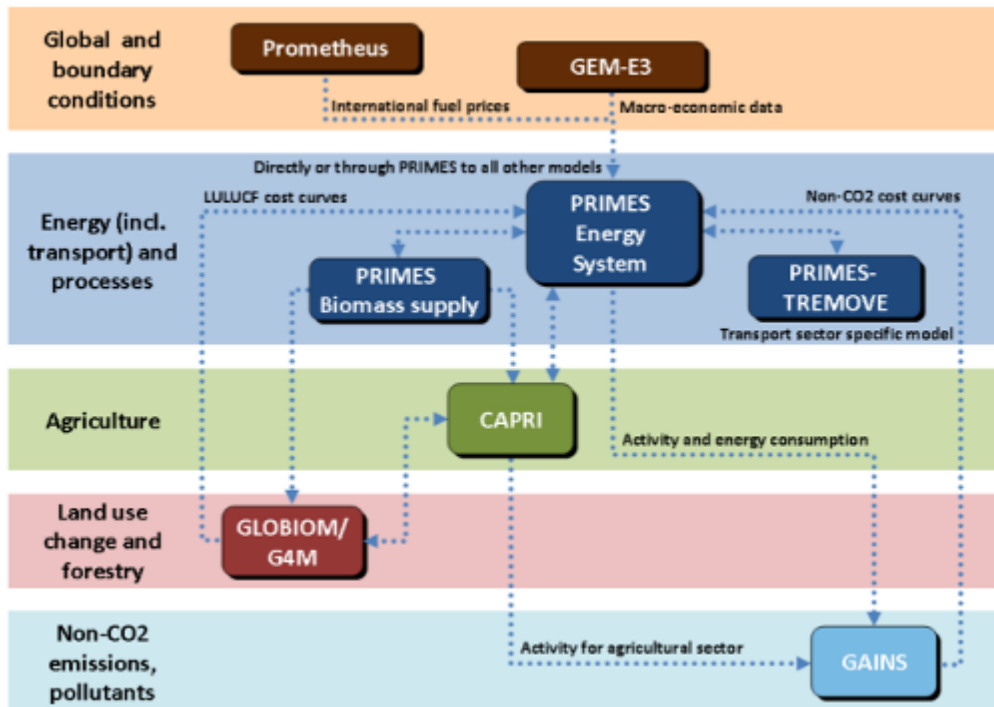 Global and
boundary
conditions
Prometheus
GEM-E3
International fuel prices
Macro-economic data
Directly or through PRIMES to all other models
LULUCF cost curves
Non-CO2 cost curves
Energy (incl.
transport) and
processes
PRIMES
Energy
System
PRIMES
Biomass supply
PRIMES-
TREMOVE
Transport sector specific model
Agriculture
CAPRI
Activity and energy consumption
Land use
change and
forestry
GLOBIOM/
G4M
Non-CO2
emissions,
pollutants
Activity for agricultural sector
GAINS